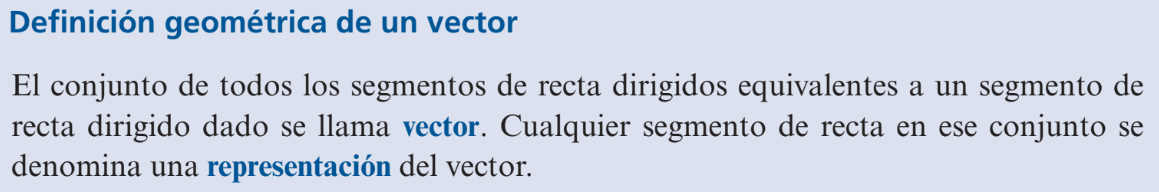 Definición geométrica de un vector
El conjunto de todos los segmentos de recta dirigidos equivalentes a un segmento de
recta dirigido dado se llama vector. Cualquier segmento de recta en ese conjunto se
denomina una representación del vector.